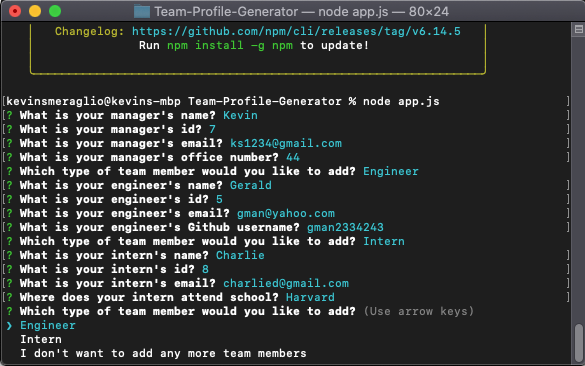 Team-Profile-Generator — node app.js — 80×24
Changelog: https://github.com/npm/cli/releases/tag/v6.14.5
Run npm install -g npm to update!
[kevinsmeraglio@kevins-mbp Team-Profile-Generator % node app.js ]
[? What is your manager's name? Kevin ]
[? What is your manager's id? 7 ]
[? What is your manager's email? ks1234@gmail.com ]
[? What is your manager's office number? 44 ]
? Which type of team member would you like to add? Engineer
[? What is your engineer's name? Gerald ]
[? What is your engineer's id? 5 ]
[? What is your engineer's email? gman@yahoo.com ]
[? What is your engineer's Github username? gman2334243 ]
? Which type of team member would you like to add? Intern
[? What is your intern's name? Charlie ]
[? What is your intern's id? 8 ]
[? What is your intern's email? charlied@gmail.com ]
[? Where does your intern attend school? Harvard ]
? Which type of team member would you like to add? (Use arrow keys)
❯ Engineer
Intern
I don't want to add any more team members